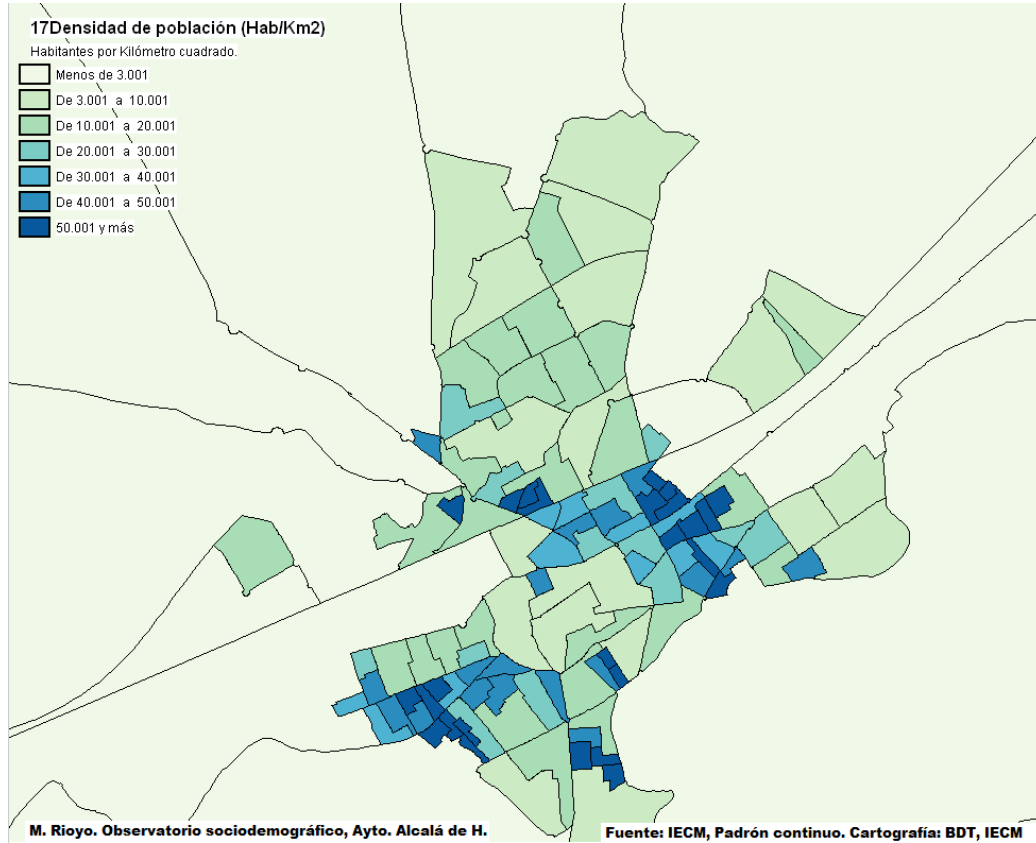 17Densidad de población (Hab/Km2)
Habitantes por Kilómetro cuadrado.
Menos de 3.001
De 3.001 a 10.001
De 10.001 a 20.001
De 20.001 a 30.001
De 30.001 a 40.001
De 40.001 a 50.001
50.001 y más
M. Rioyo. Observatorio sociodemográfico, Ayto. Alcalá de H.
Fuente: IECM, Padrón continuo. Cartografía: BDT, IECM